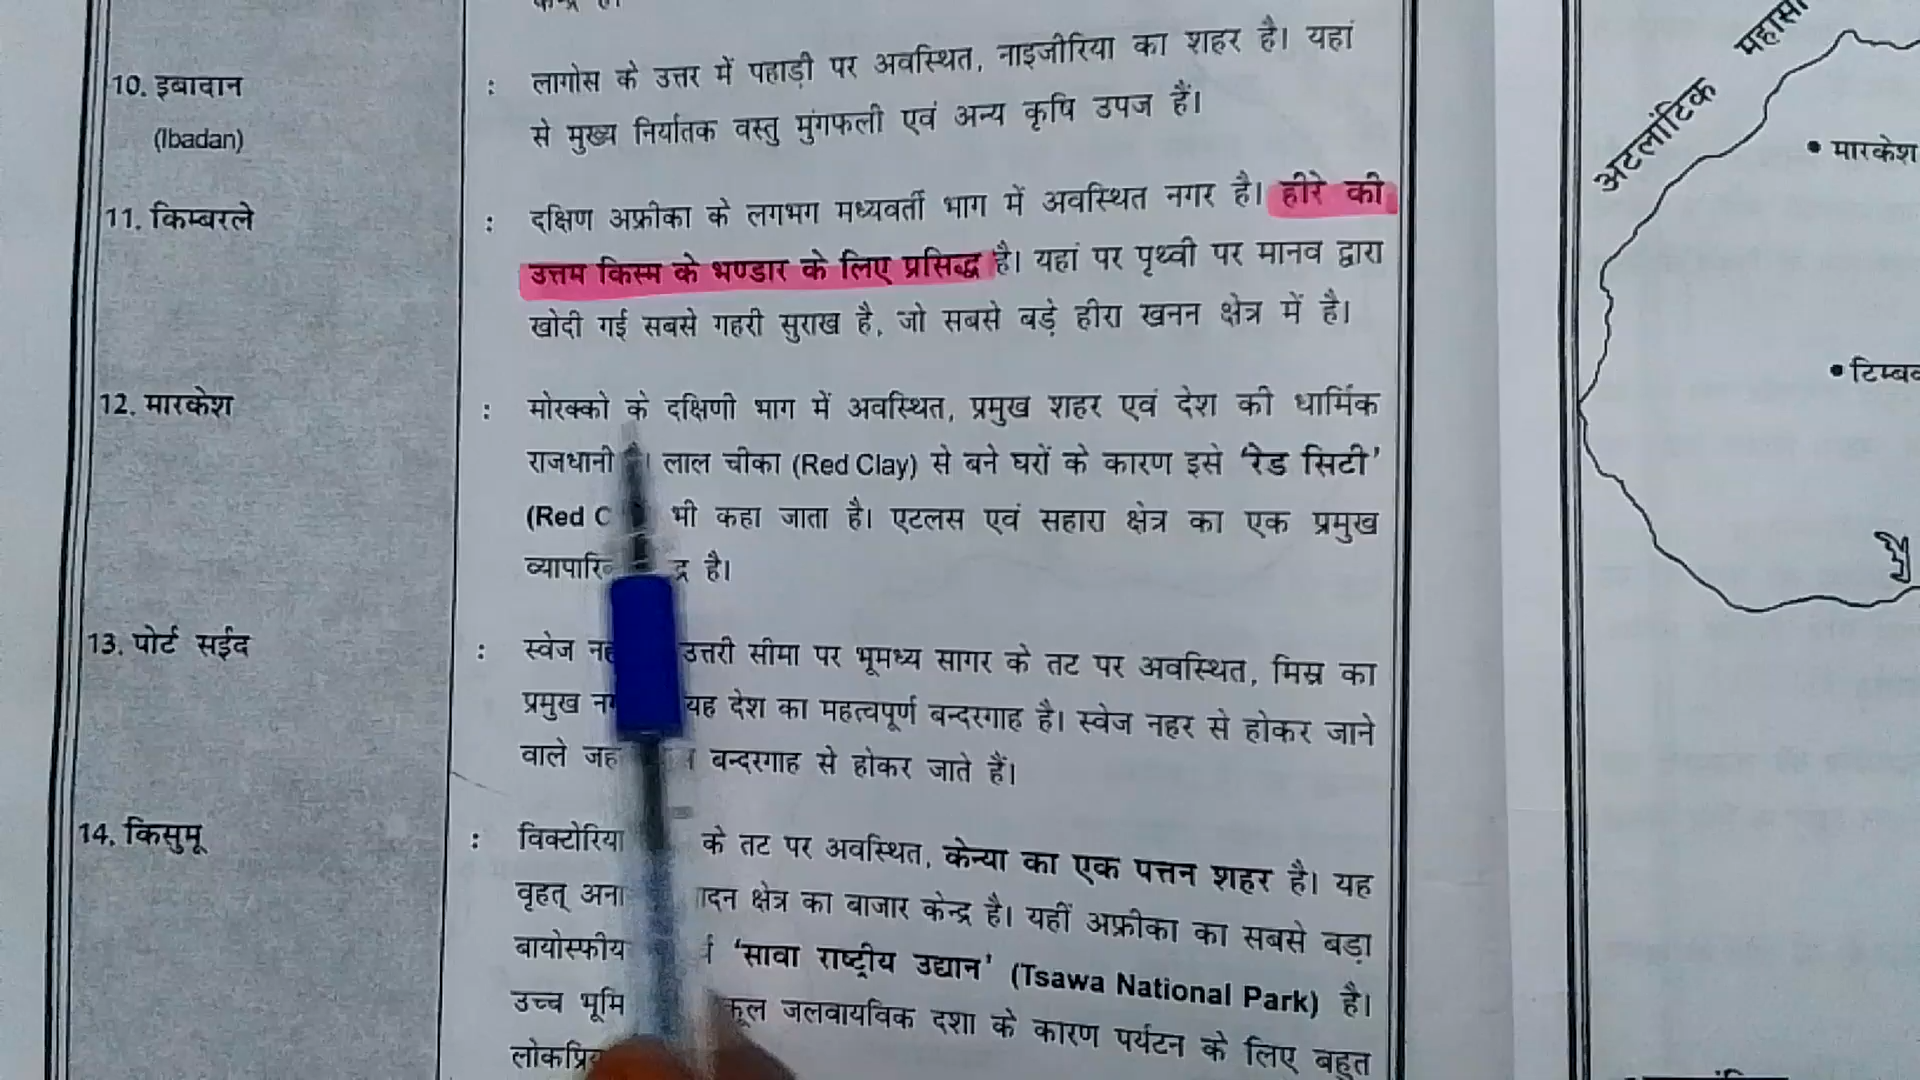 10. इबादान : लागोस के उत्तर में पहाड़ी पर अवस्थित, नाइजीरिया का शहर है। यहां
(Ibadan) से मुख्य निर्यातक वस्तु मुंगफली एवं अन्य कृषि उपज हैं।
11. किम्बरले : दक्षिण अफ्रीका के लगभग मध्यवर्ती भाग में अवस्थित नगर है। हीरे की
उत्तम किस्म के भण्डार के लिए प्रसिद्ध है। यहां पर पृथ्वी पर मानव द्वारा
खोदी गई सबसे गहरी सुराख है, जो सबसे बड़े हीरा खनन क्षेत्र में है।
12. मारकेश : मोरक्को के दक्षिणी भाग में अवस्थित, प्रमुख शहर एवं देश की धार्मिक
राजधानी लाल चीका (Red Clay) से बने घरों के कारण इसे 'रेड सिटी'
(Red भी कहा जाता है। एटलस एवं सहारा क्षेत्र का एक प्रमुख
है।
13. पोर्ट सईद : स्वेज उत्तरी सीमा पर भूमध्य सागर के तट पर अवस्थित, मिस्र का
प्रमुख यह देश का महत्वपूर्ण बन्दरगाह है। स्वेज नहर से होकर जाने
वाले बन्दरगाह से होकर जाते हैं।
14. किसुमू : विक्टोरिया के तट पर अवस्थित, केन्या का एक पत्तन शहर है। यह
वृहत् क्षेत्र का बाजार केन्द्र है। यहीं अफ्रीका का सबसे बड़ा
'सावा राष्ट्रीय उद्यान' (Tsawa National Park) है।
उच्च भूमि जलवायविक दशा के कारण पर्यटन के लिए बहुत
अटलांटिक
मारकेश